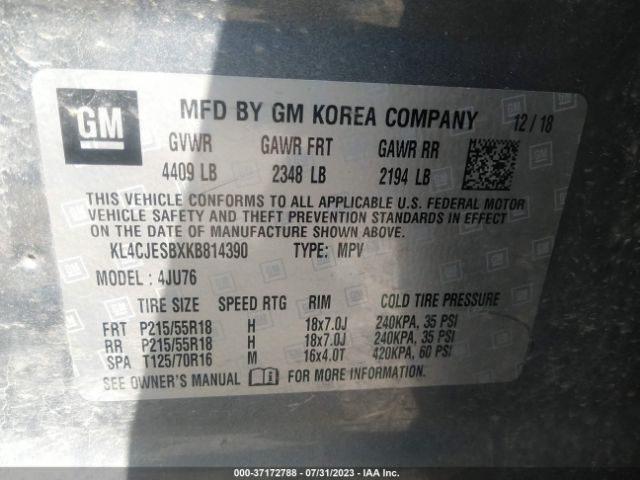 GM
MFD BY GM KOREA COMPANY 12/18
GVWR GAWR FRT GAWR RR
4409 LB 2348 LB 2194 LB
THIS VEHICLE CONFORMS TO ALL APPLICABLE U.S. FEDERAL MOTOR
VEHICLE SAFETY AND THEFT PREVENTION STANDARDS IN EFFECT
ON THE DATE OF MANUFACTURE SHOWN ABOVE.
KL4CJESBXKB814390 TYPE: MPV
MODEL : 4JU76
TIRE SIZE SPEED RTG RIM COLD TIRE PRESSURE
FRT P215/55R18 H 18x7.0J 240KPA, 35 PSI
RR P215/55R18 H 18x7.0J 240KPA, 35 PSI
SPA T125/70R16 M 16x4.0T 420KPA, 60 PSI
SEE OWNER'S MANUAL FOR MORE INFORMATION.
000-37172788 - 07/31/2023 - IAA Inc.